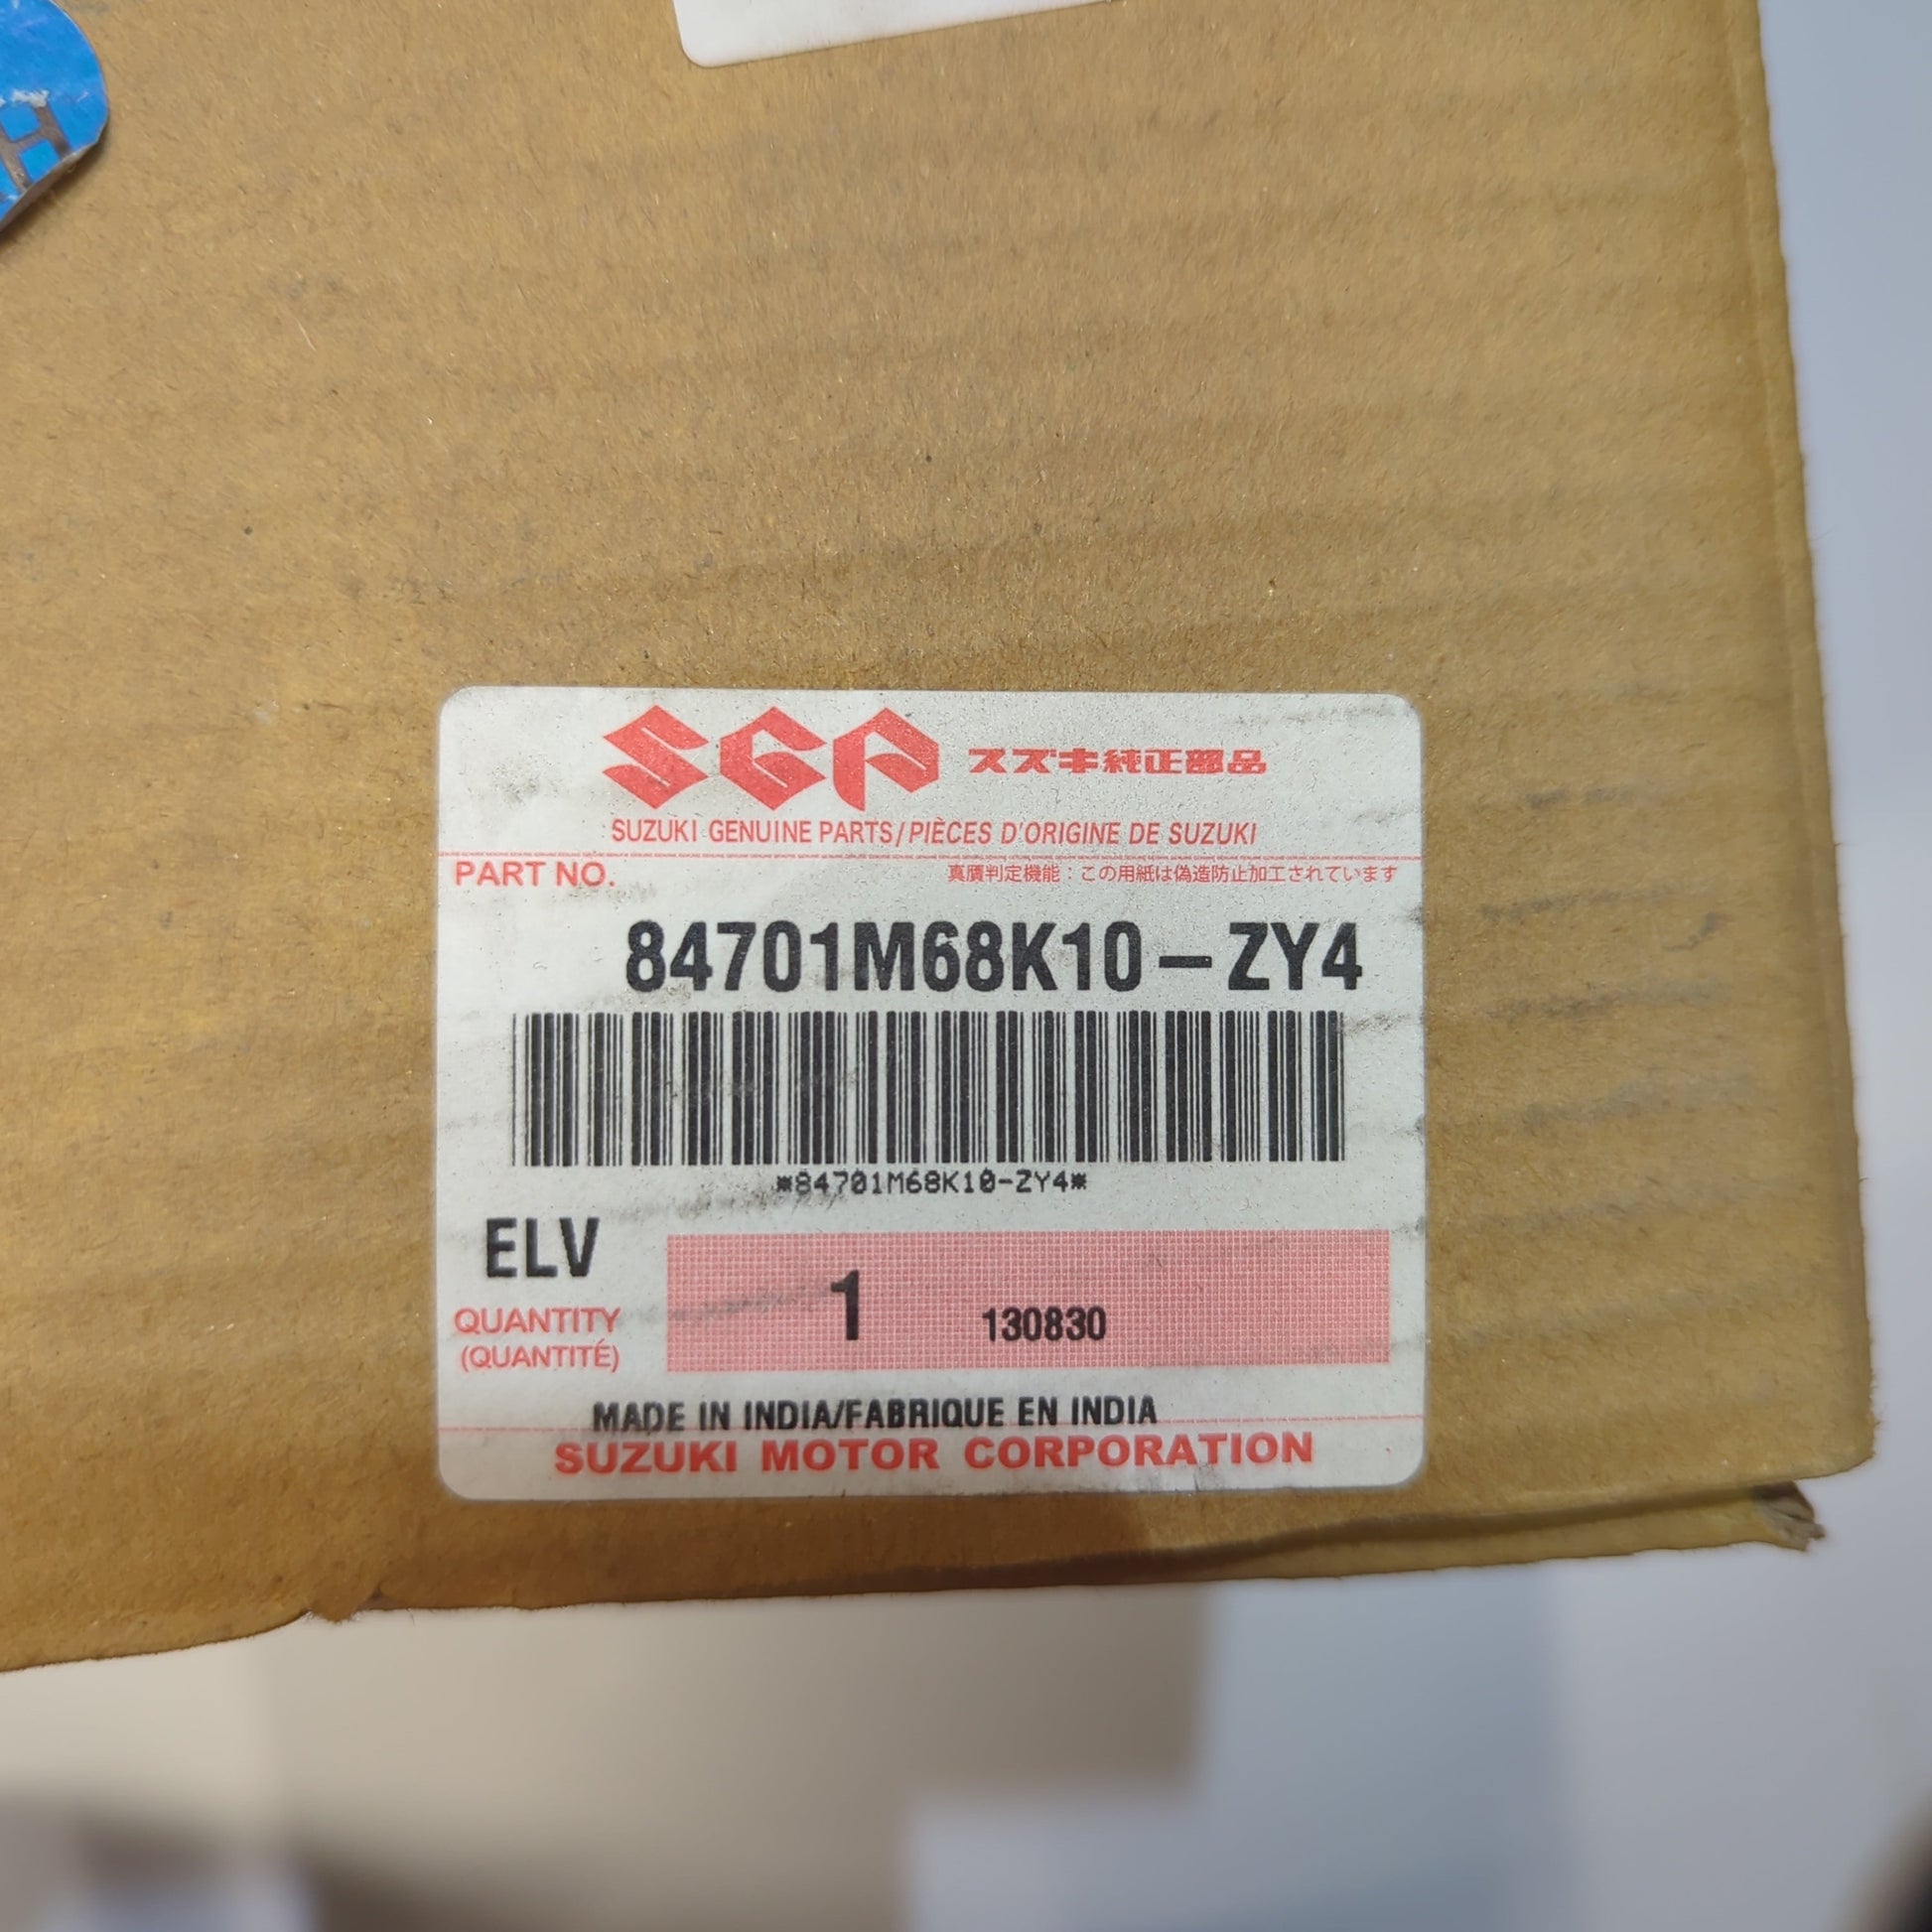 H
SGP スズキ純正部品
SUZUKI GENUINE PARTS/PIÈCES D'ORIGINE DE SUZUKI
PART NO. 真贋判定機能：この用紙は偽造防止加工されています
84701M68K10-ZY4
*84701M68K10-ZY4*
ELV
QUANTITY 1 130830
(QUANTITÉ)
MADE IN INDIA/FABRIQUE EN INDIA
SUZUKI MOTOR CORPORATION